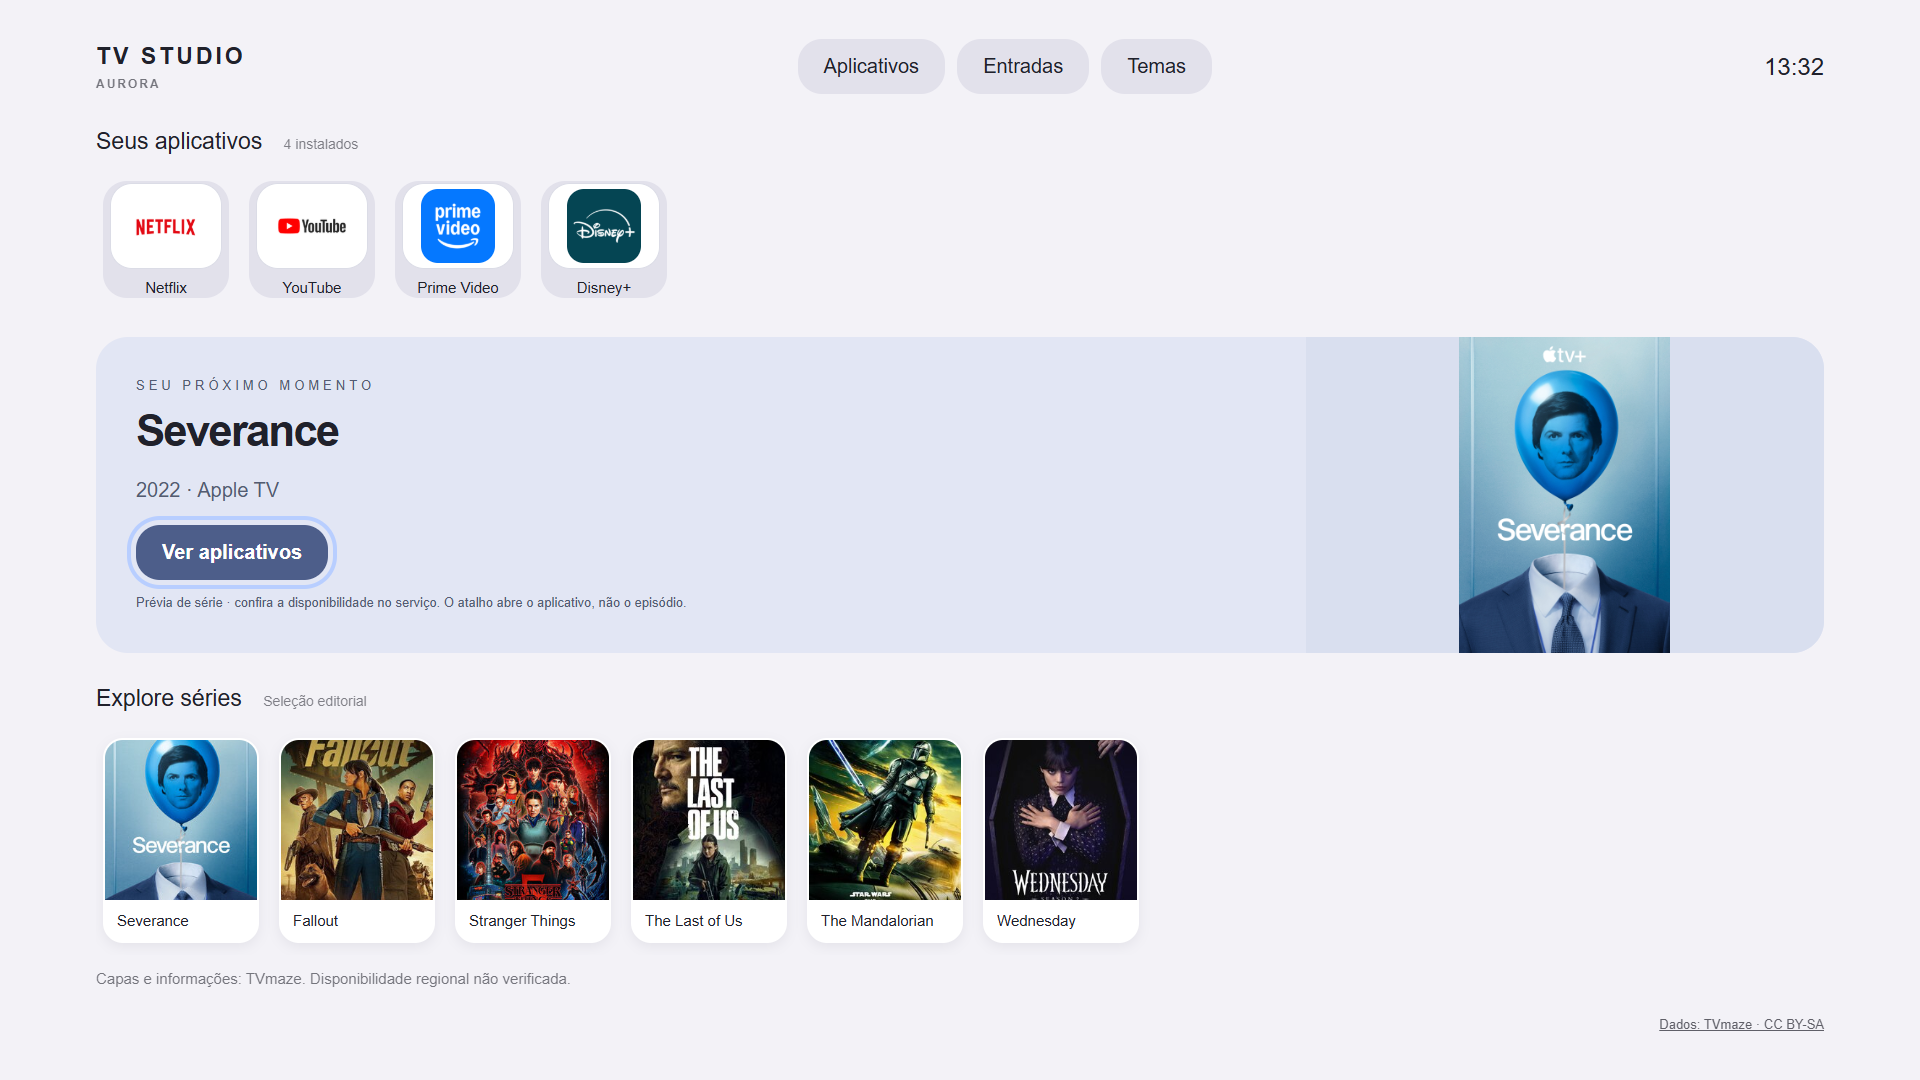 TV STUDIO
AURORA
Aplicativos
Entradas
Temas
13:32
Seus aplicativos
4 instalados
NETFLIX
YouTube
prime
video
Disney+
Netflix
YouTube
Prime Video
Disney+
SEU PRÓXIMO MOMENTO
Severance
2022 · Apple TV
Ver aplicativos
Prévia de série · confira a disponibilidade no serviço. O atalho abre o aplicativo, não o episódio.
tv+
Severance
Explore séries
Seleção editorial
Severance
Fallout
STRANGER
5
THE
LAST
OF US
STAR WARS
WEDNESDAY
Severance
Fallout
Stranger Things
The Last of Us
The Mandalorian
Wednesday
Capas e informações: TVmaze. Disponibilidade regional não verificada.
Dados: TVmaze · CC BY-SA